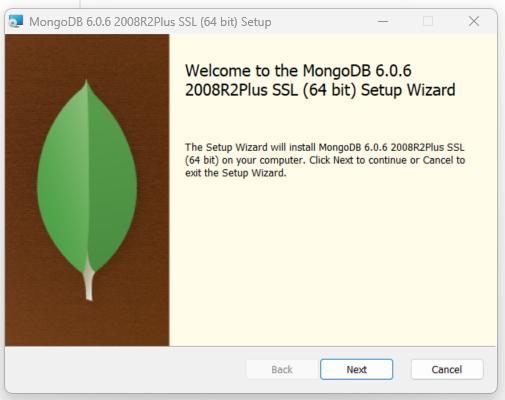 MongoDB 6.0.6 2008R2Plus SSL (64 bit) Setup
Welcome to the MongoDB 6.0.6
2008R2Plus SSL (64 bit) Setup Wizard
The Setup Wizard will install MongoDB 6.0.6 2008R2Plus SSL
(64 bit) on your computer. Click Next to continue or Cancel to
exit the Setup Wizard.
Back
Next
Cancel